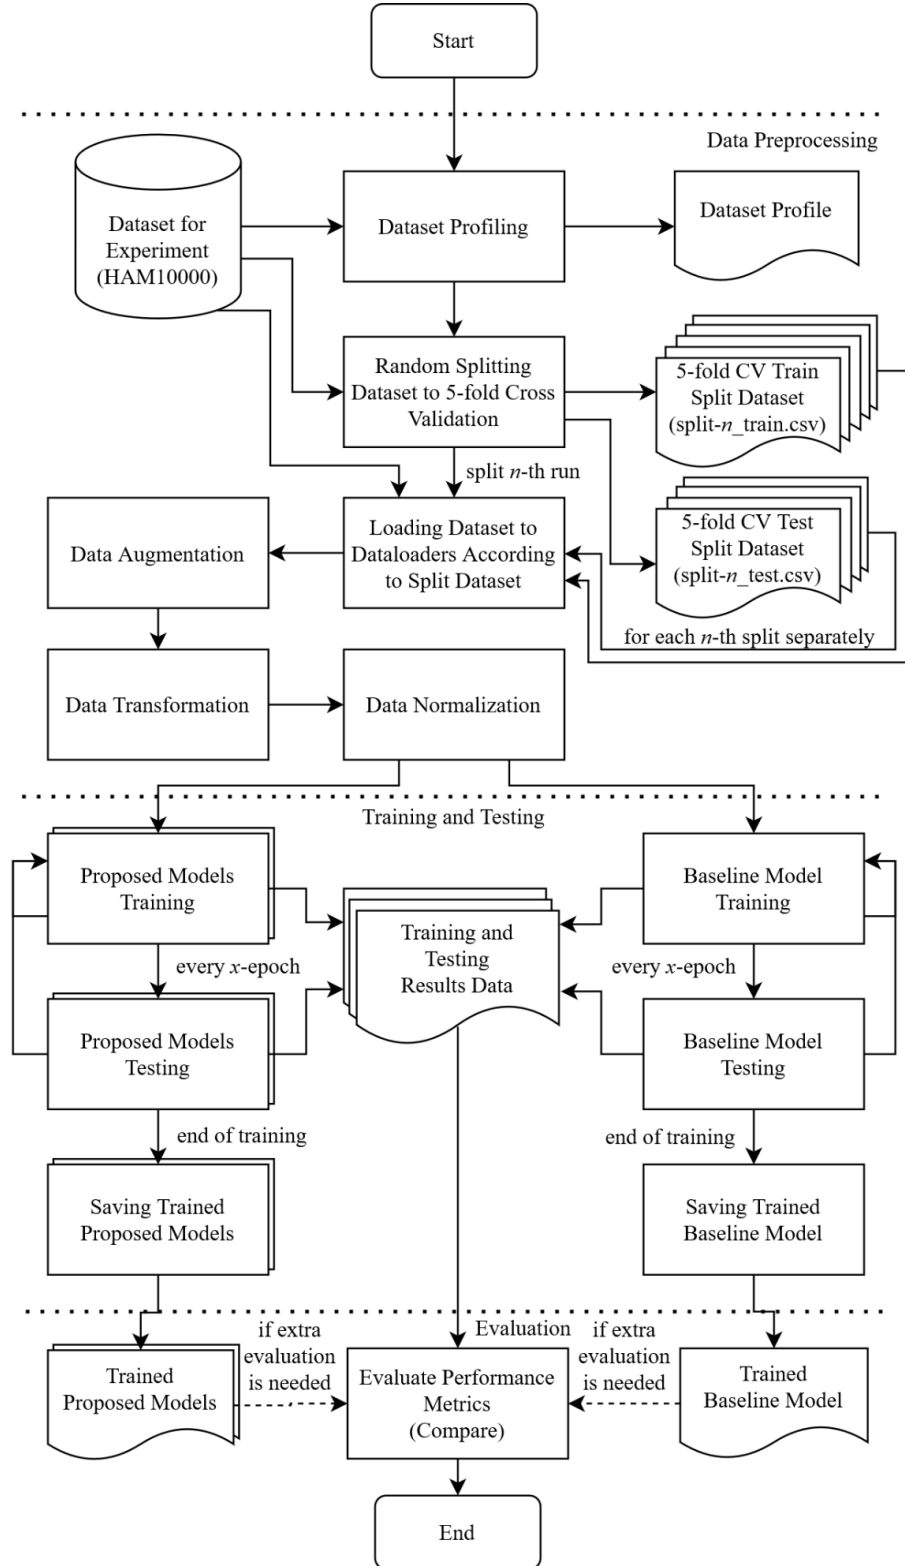 Start
Data Preprocessing
Dataset for
Experiment
(HAM10000)
Dataset Profiling
Dataset Profile
Random Splitting
Dataset to 5-fold Cross
Validation
5-fold CV Train
Split Dataset
(split-n_train.csv)
split n-th run
Data Augmentation
Loading Dataset to
Dataloaders According
to Split Dataset
5-fold CV Test
Split Dataset
(split-n_test.csv)
for each n-th split separately
Data Transformation
Data Normalization
Training and Testing
Proposed Models
Training
Training and
Testing
Results Data
Baseline Model
Training
every x-epoch
every x-epoch
Proposed Models
Testing
Baseline Model
Testing
end of training
end of training
Saving Trained
Proposed Models
Saving Trained
Baseline Model
Evaluation
Trained
Proposed Models
if extra
evaluation
is needed
Evaluate Performance
Metrics
(Compare)
if extra
evaluation
is needed
Trained
Baseline Model
End